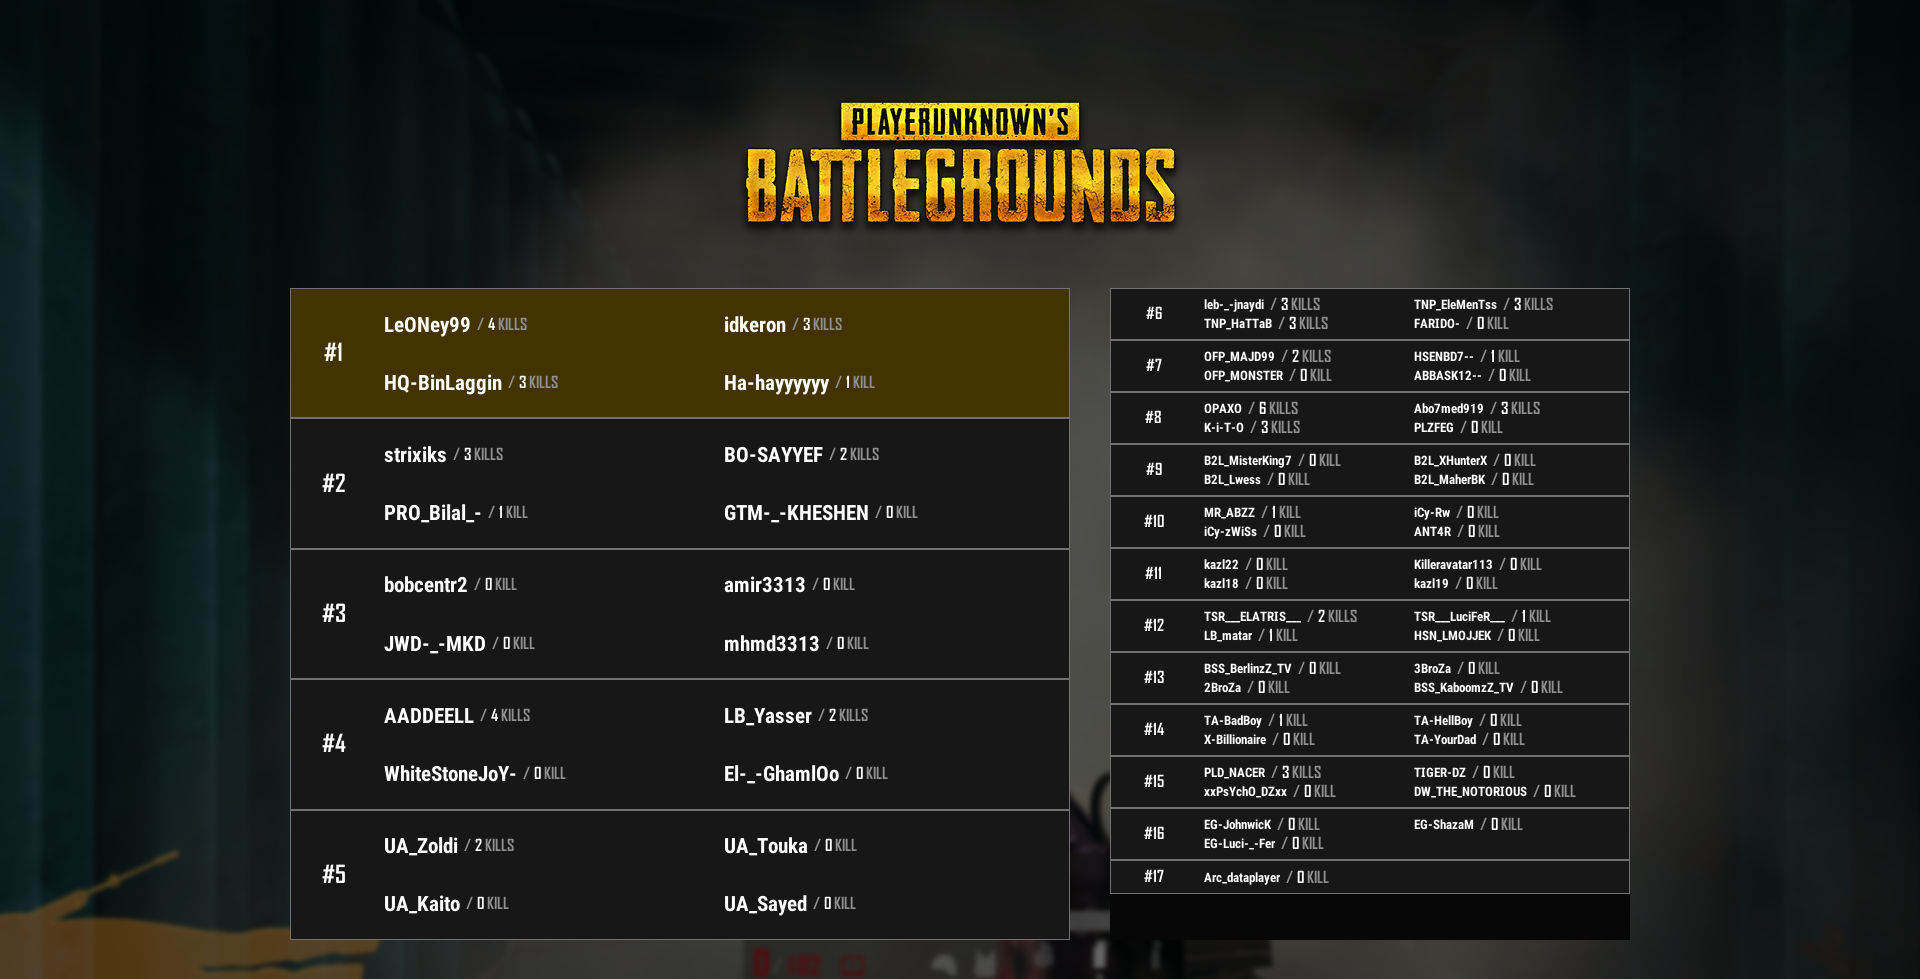 PLAYERUNKNOWN'S
BATTLEGROUNDS
#1
LeONey99 / 4 KILLS
idkeron / 3 KILLS
HQ-BinLaggin / 3 KILLS
Ha-hayyyyyy / 1 KILL
#2
strixiks / 3 KILLS
BO-SAYYEF / 2 KILLS
PRO_Bilal_- / 1 KILL
GTM-_-KHESHEN / 0 KILL
#3
bobcentr2 / 0 KILL
amir3313 / 0 KILL
JWD-_-MKD / 0 KILL
mhmd3313 / 0 KILL
#4
AADDEELL / 4 KILLS
LB_Yasser / 2 KILLS
WhiteStoneJoY- / 0 KILL
El-_-GhamlOo / 0 KILL
#5
UA_Zoldi / 2 KILLS
UA_Touka / 0 KILL
UA_Kaito / 0 KILL
UA_Sayed / 0 KILL
#6
leb-_-jnaydi / 3 KILLS
TNP_EleMenTss / 3 KILLS
TNP_HaTTaB / 3 KILLS
FARIDO- / 0 KILL
#7
OFP_MAJD99 / 2 KILLS
HSENBD7-- / 1 KILL
OFP_MONSTER / 0 KILL
ABBASK12-- / 0 KILL
#8
OPAXO / 6 KILLS
Abo7med919 / 3 KILLS
K-i-T-O / 3 KILLS
PLZFEG / 0 KILL
#9
B2L_MisterKing7 / 0 KILL
B2L_XHunterX / 0 KILL
B2L_Lwess / 0 KILL
B2L_MaherBK / 0 KILL
#10
MR_ABZZ / 1 KILL
iCy-Rw / 0 KILL
iCy-zWiSs / 0 KILL
ANT4R / 0 KILL
#11
kazl22 / 0 KILL
Killeravatar113 / 0 KILL
kazl18 / 0 KILL
kazl19 / 0 KILL
#12
TSR___ELATRIS___ / 2 KILLS
TSR___LuciFeR___ / 1 KILL
LB_matar / 1 KILL
HSN_LMOJJEK / 0 KILL
#13
BSS_BerlinzZ_TV / 0 KILL
3BroZa / 0 KILL
2BroZa / 0 KILL
BSS_KaboomzZ_TV / 0 KILL
#14
TA-BadBoy / 1 KILL
TA-HellBoy / 0 KILL
X-Billionaire / 0 KILL
TA-YourDad / 0 KILL
#15
PLD_NACER / 3 KILLS
TIGER-DZ / 0 KILL
xxPsYchO_DZxx / 0 KILL
DW_THE_NOTORIOUS / 0 KILL
#16
EG-JohnwicK / 0 KILL
EG-ShazaM / 0 KILL
EG-Luci-_-Fer / 0 KILL
#17
Arc_dataplayer / 0 KILL